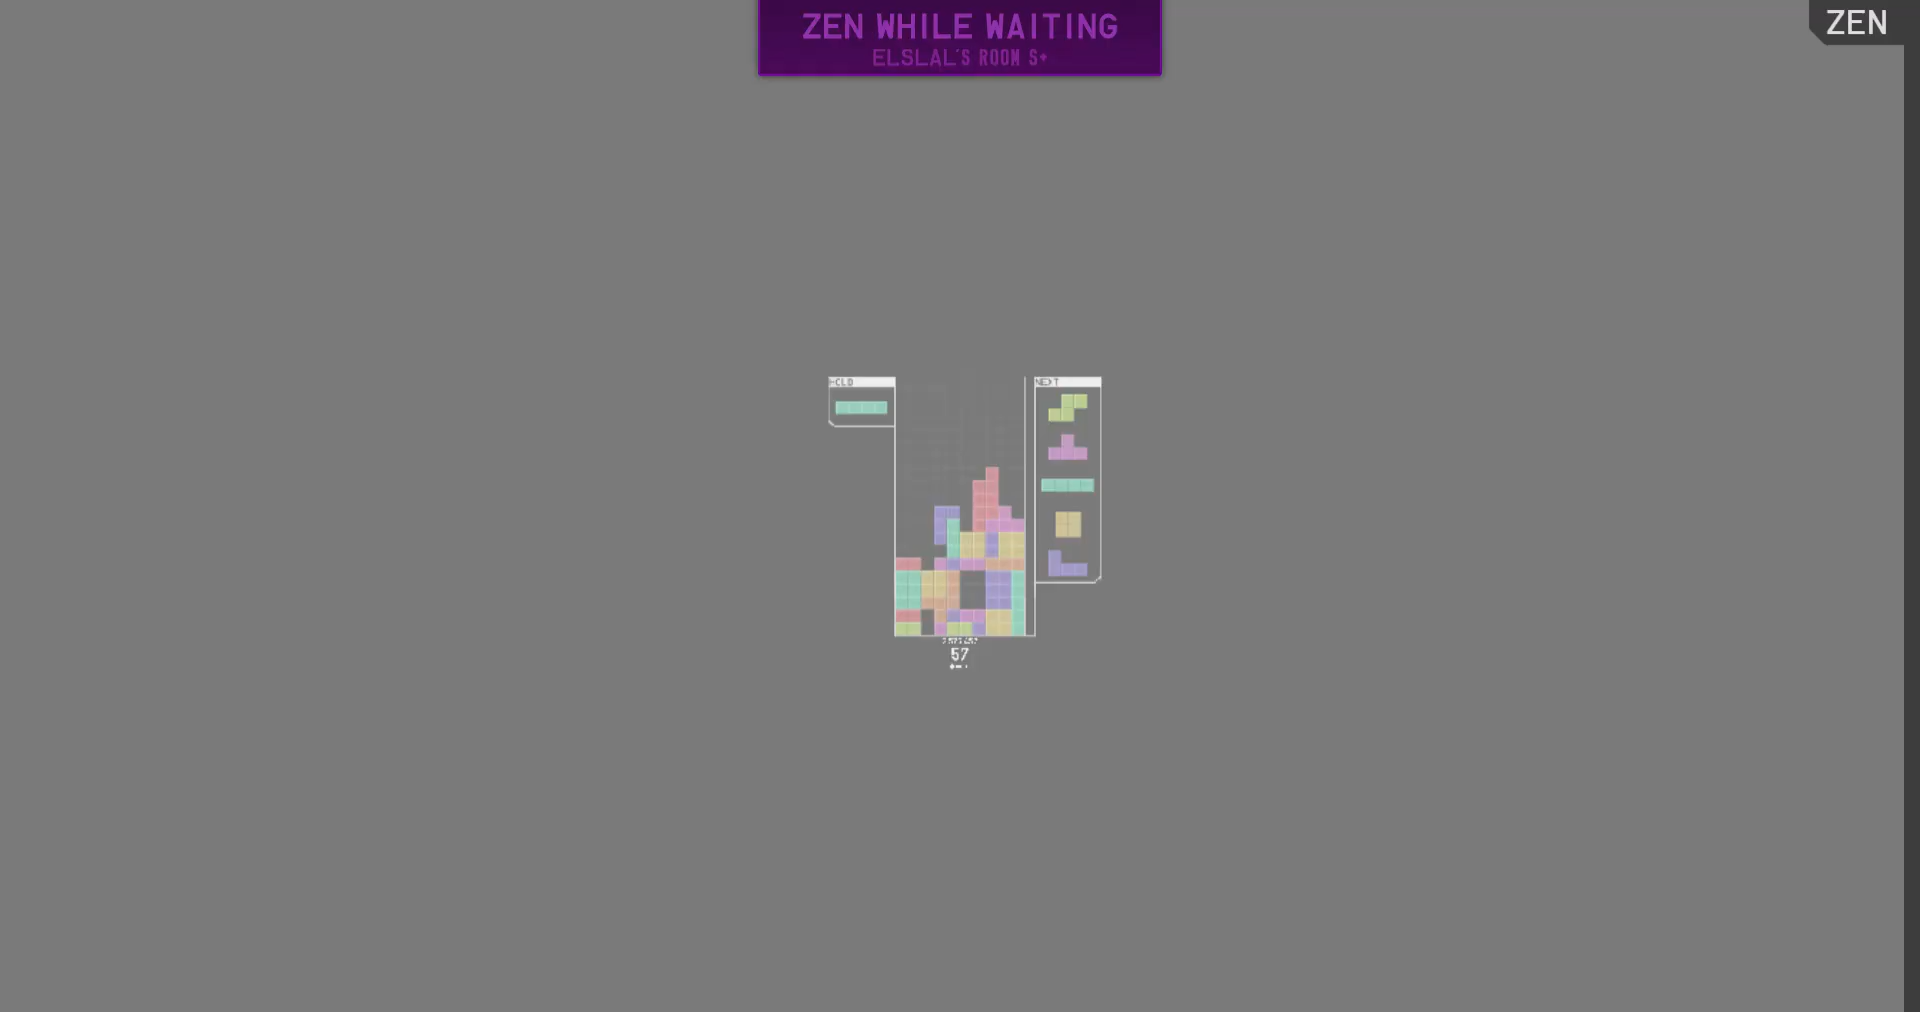 ZEN WHILE WAITING
ELSLAL'S ROOM S+
ZEN
HOLD
NEXT
57